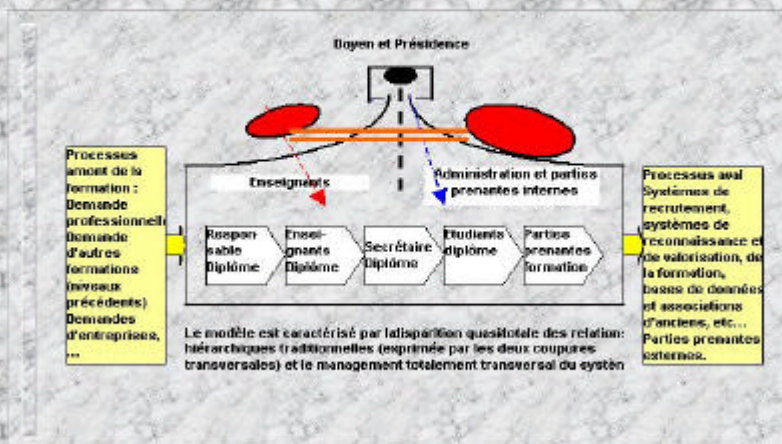 Doyen et Présidence
Processus
amont de la
formation :
Demande
professionnell
Demande
d'autres
formations
(niveaux
précédents)
Demandes
d'entreprises,
...
Enseignants
Administration et parties
prenantes internes
Respon-
sable
Diplôme
Ensei-
gnants
Diplôme
Secrétaire
Diplôme
Etudiants
diplôme
Parties
prenantes
formation
Processus aval
Systèmes de
recrutement,
systèmes de
reconnaissance et
de valorisation, de
la formation,
bases de données
et associations
d'anciens, etc...
Parties prenantes
externes.
Le modèle est caractérisé par ladisparition quasitotale des relation:
hiérarchiques traditionnelles (exprimée par les deux coupures
transversales) et le management totalement transversal du systèn